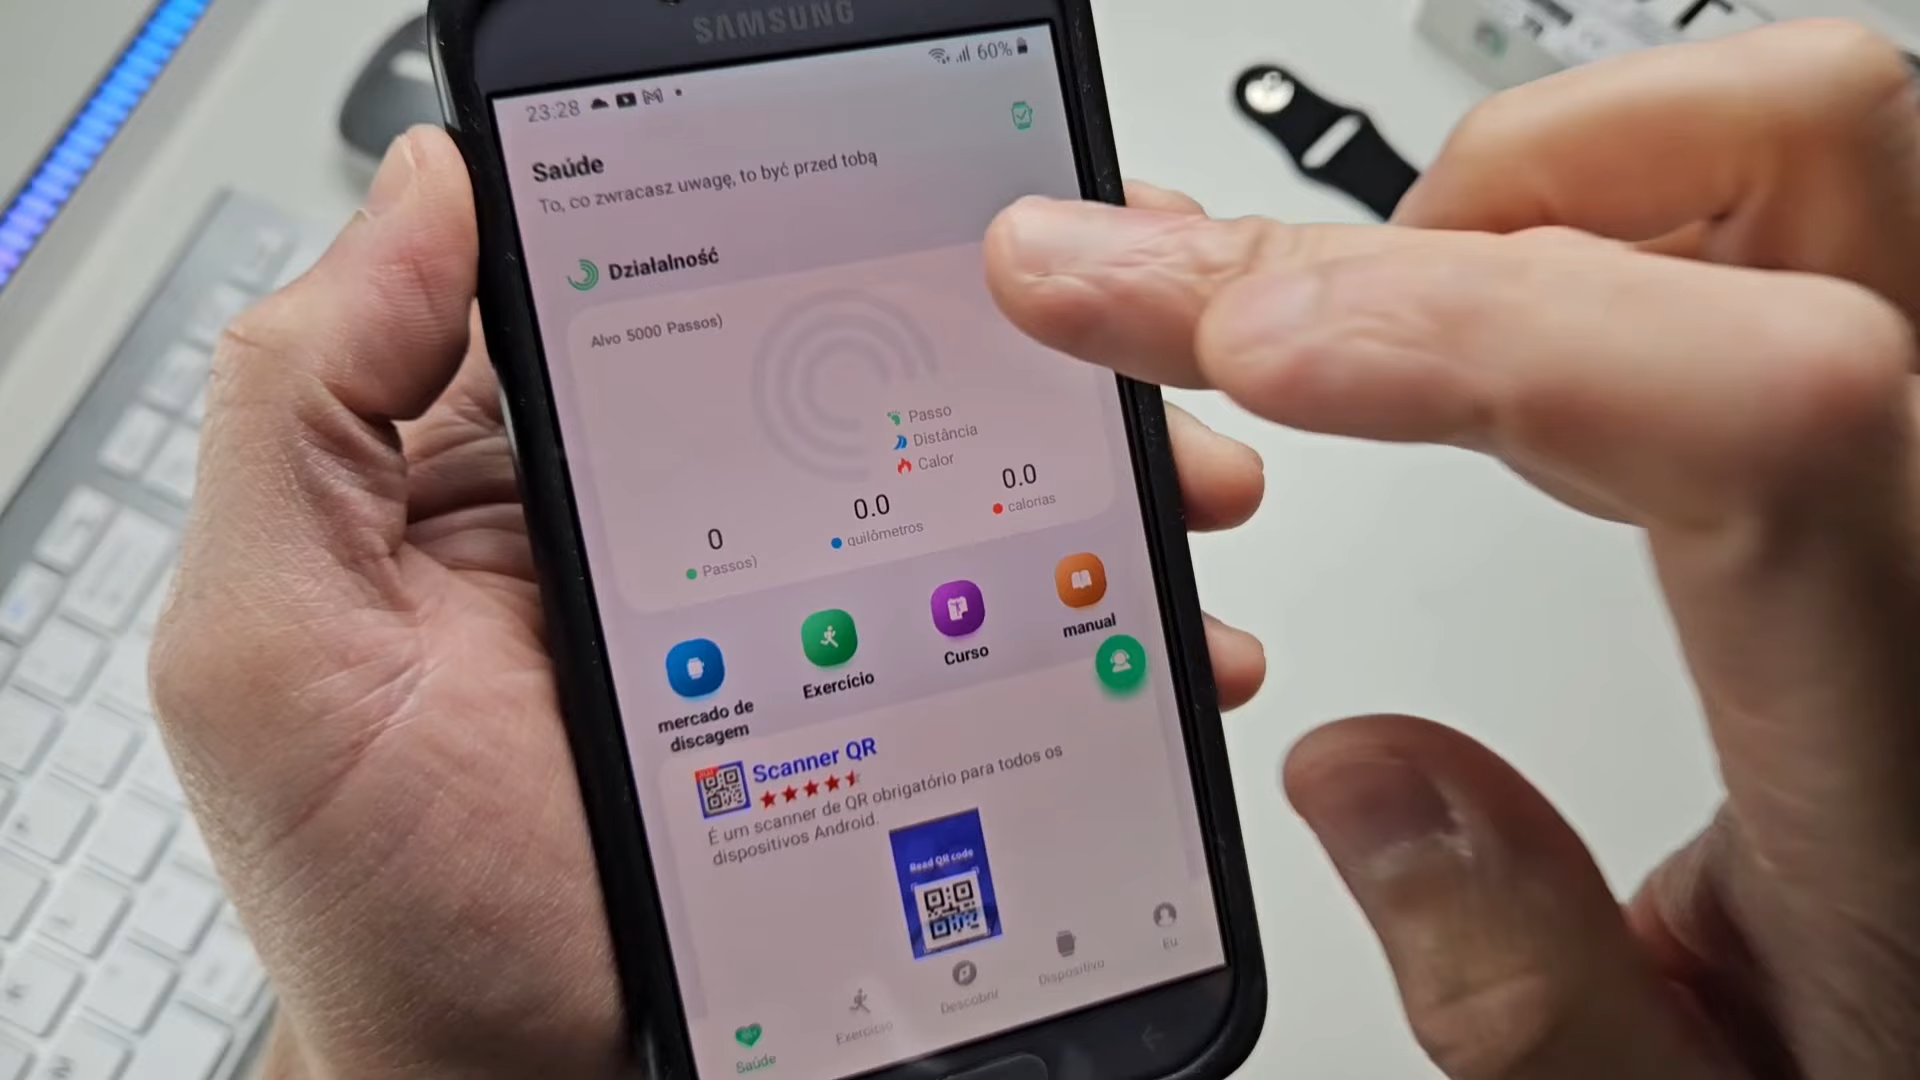 SAMSUNG
23:28
60%
Saúde
To, co zwracasz uwagę, to być przed tobą
Działalność
Alvo 5000 Passos)
Passo
Distância
Calor
0
0.0
0.0
Passos)
quilômetros
calorias
mercado de
discagem
Exercício
Curso
manual
Scanner QR
É um scanner de QR obrigatório para todos os
dispositivos Android.
Read QR code
Saúde
Exercício
Descobrir
Dispositivo
Eu